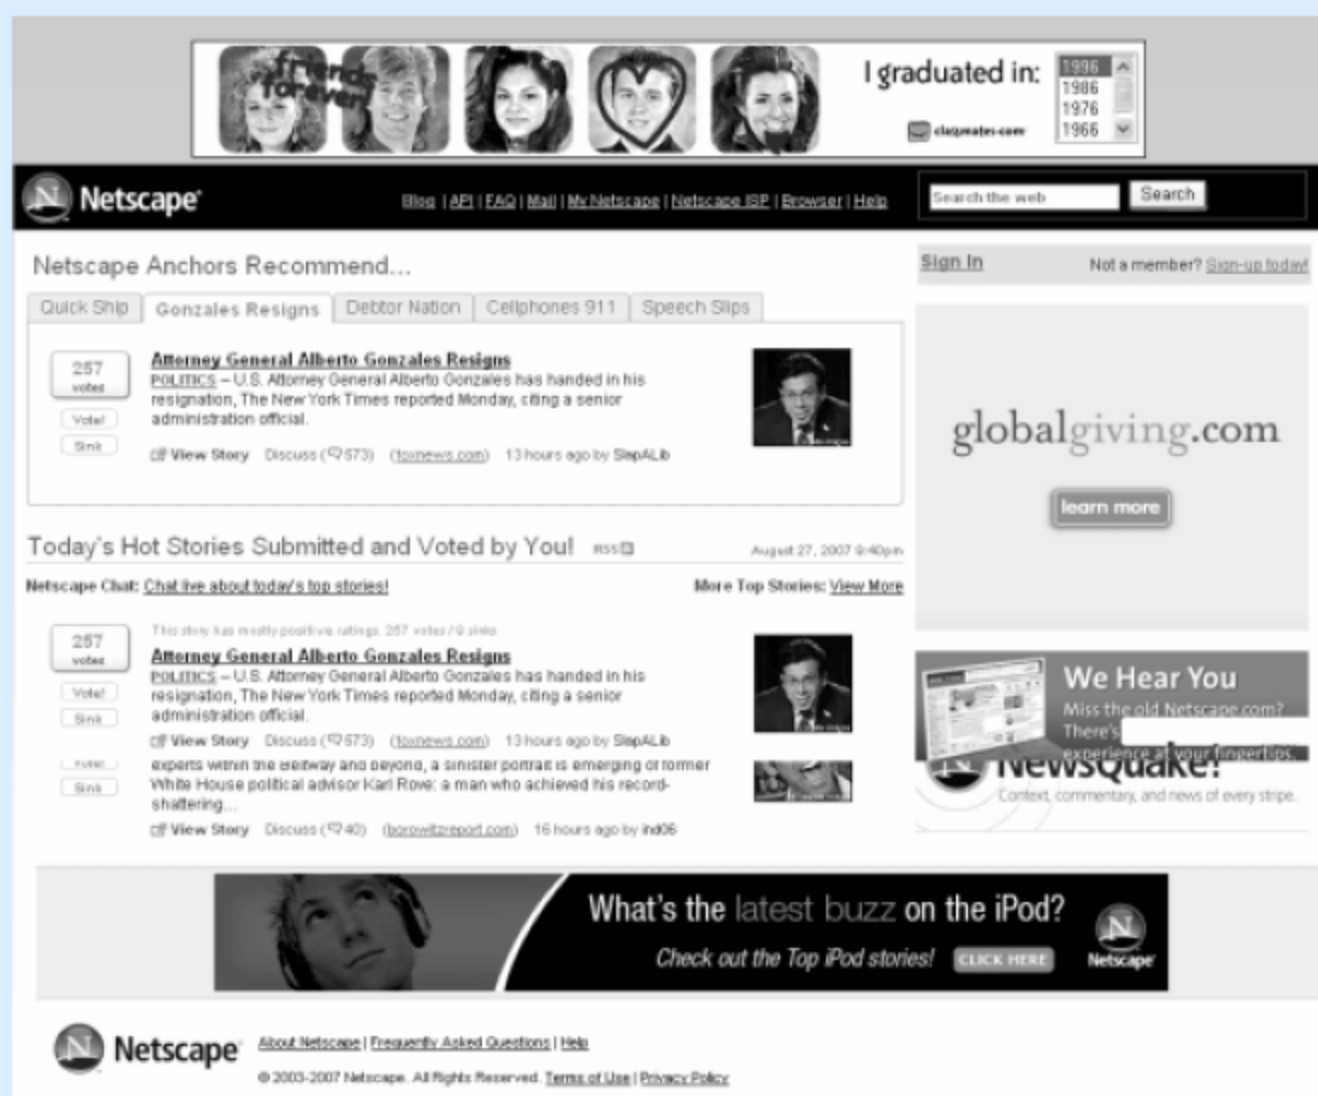 friends
forever!
I graduated in:
1996
1986
1976
1966
classmates.com
Netscape
Blog | API | FAQ | Mail | My Netscape | Netscape ISP | Browser | Help
Search the web
Search
Netscape Anchors Recommend...
Sign In
Not a member? Sign-up today!
Quick Ship
Gonzales Resigns
Debtor Nation
Cellphones 911
Speech Slips
257
votes
Vote!
Sink
Attorney General Alberto Gonzales Resigns
POLITICS – U.S. Attorney General Alberto Gonzales has handed in his
resignation, The New York Times reported Monday, citing a senior
administration official.
View Story Discuss (573) (foxnews.com) 13 hours ago by SlapALib
globalgiving.com
learn more
Today's Hot Stories Submitted and Voted by You! RSS
August 27, 2007 9:40pm
Netscape Chat: Chat live about today's top stories!
More Top Stories: View More
257
votes
Vote!
Sink
This story has mostly positive ratings. 257 votes / 9 sinks
Attorney General Alberto Gonzales Resigns
POLITICS – U.S. Attorney General Alberto Gonzales has handed in his
resignation, The New York Times reported Monday, citing a senior
administration official.
View Story Discuss (573) (foxnews.com) 13 hours ago by SlapALib
We Hear You
Miss the old Netscape.com?
There's
experience at your fingertips.
NewsQuake!
Context, commentary, and news of every stripe.
Sink
experts within the Beltway and beyond, a sinister portrait is emerging of former
White House political advisor Karl Rove: a man who achieved his record-
shattering...
View Story Discuss (40) (borowitzreport.com) 16 hours ago by ind06
What's the latest buzz on the iPod?
Check out the Top iPod stories!
CLICK HERE
Netscape
Netscape
About Netscape | Frequently Asked Questions | Help
© 2003-2007 Netscape. All Rights Reserved. Terms of Use | Privacy Policy